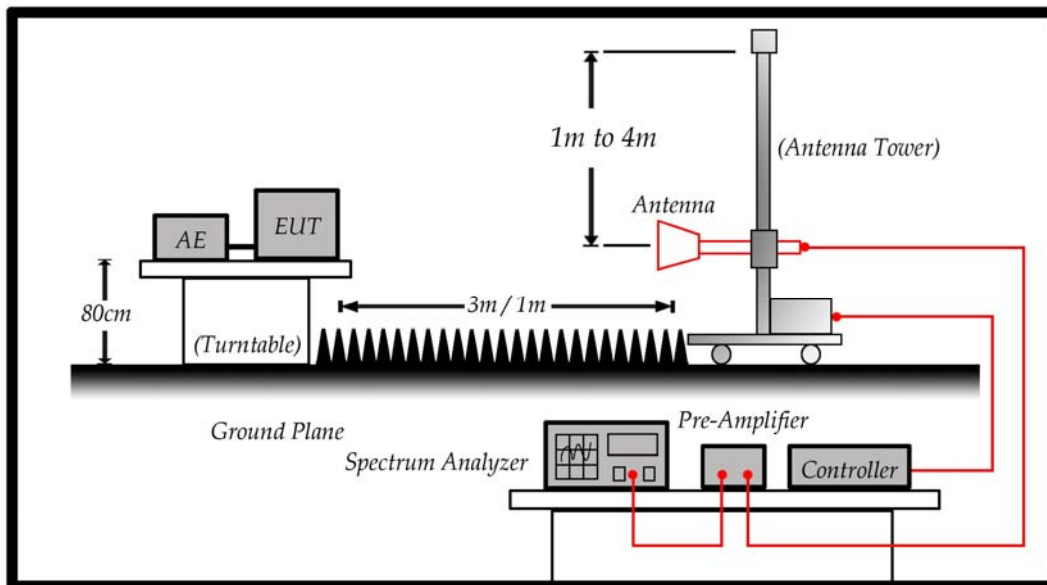 1m to 4m
(Antenna Tower)
Antenna
AE
EUT
80cm
3m / 1m
(Turntable)
Ground Plane
Pre-Amplifier
Spectrum Analyzer
Controller